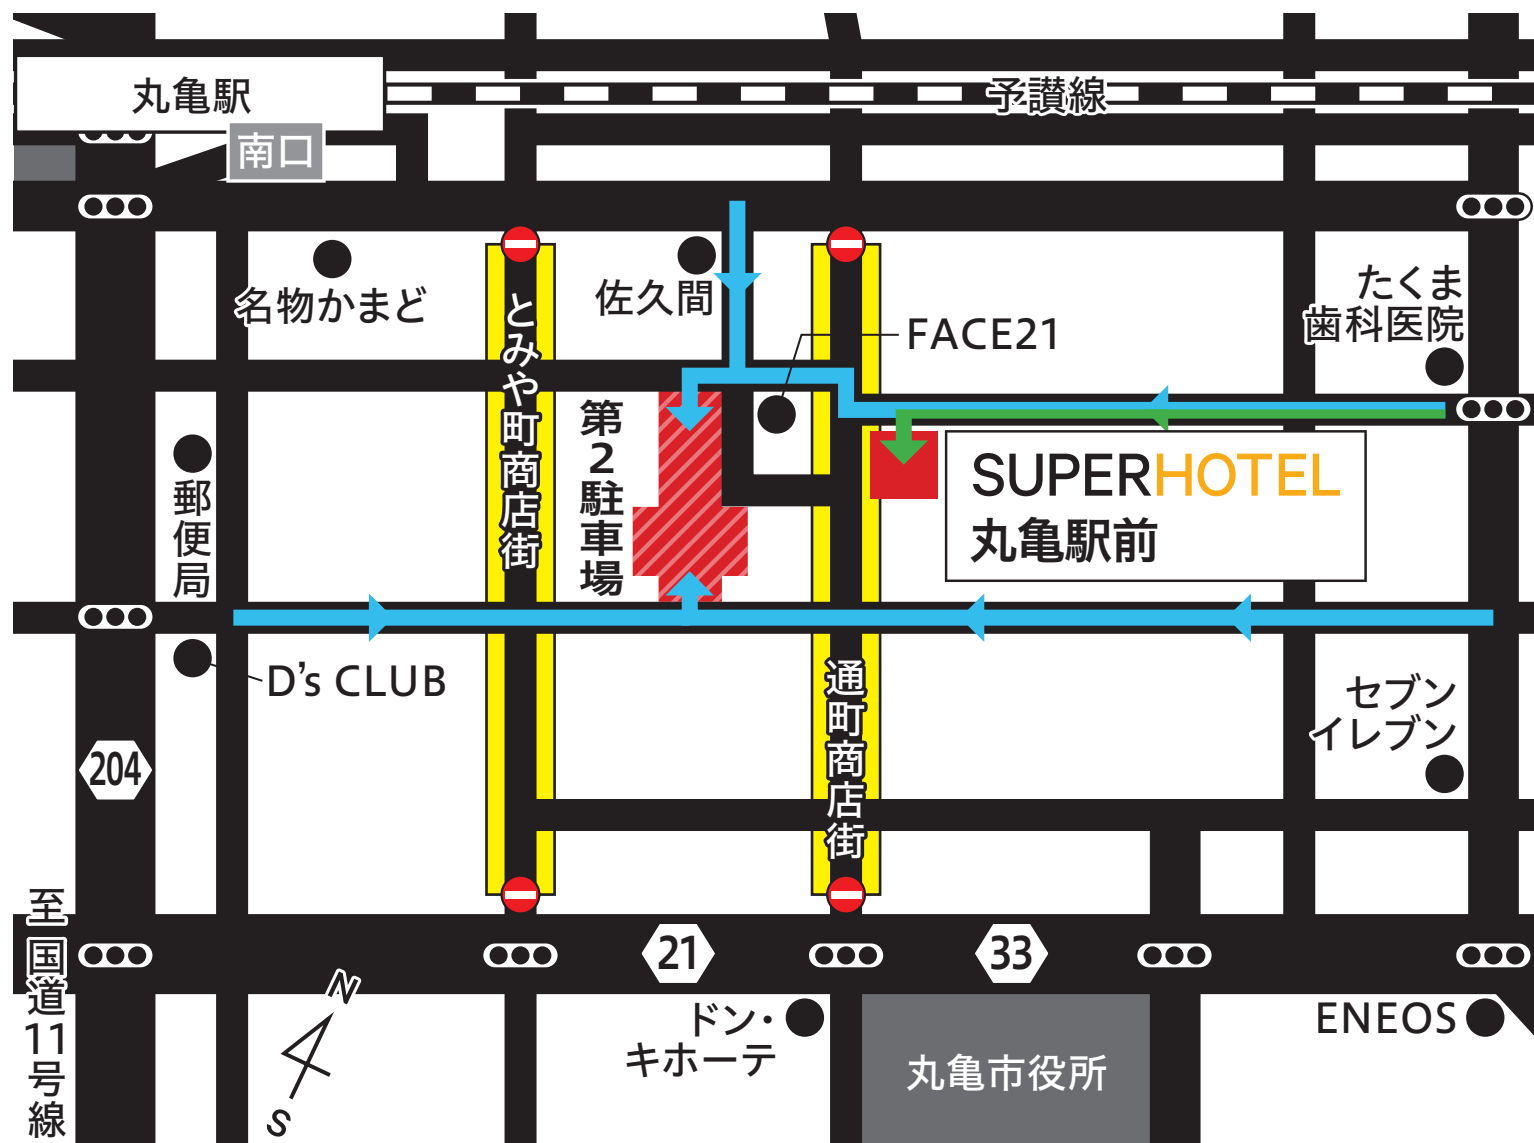 丸亀駅
予讃線
南口
名物かまど
佐久間
FACE21
たくま
歯科医院
とみや町商店街
第2駐車場
SUPERHOTEL
丸亀駅前
郵便局
D's CLUB
通町商店街
セブン
イレブン
204
至国道11号線
21
33
N
S
ドン・
キホーテ
丸亀市役所
ENEOS